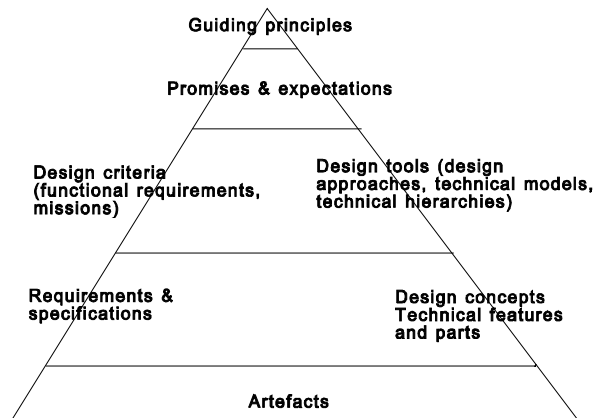 Guiding principles
Promises & expectations
Design criteria
(functional requirements,
missions)
Design tools (design
approaches, technical models,
technical hierarchies)
Requirements &
specifications
Design concepts
Technical features
and parts
Artefacts